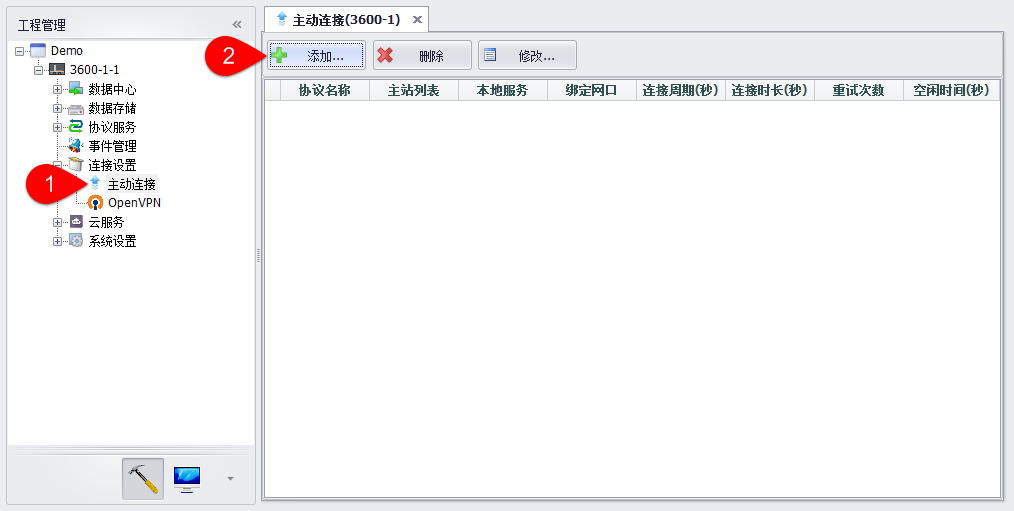 工程管理
Demo
3600-1-1
数据中心
数据存储
协议服务
事件管理
连接设置
1
主动连接
OpenVPN
云服务
系统设置
主动连接(3600-1)
2
添加... 删除 修改...
协议名称 主站列表 本地服务 绑定网口 连接周期(秒) 连接时长(秒) 重试次数 空闲时间(秒)